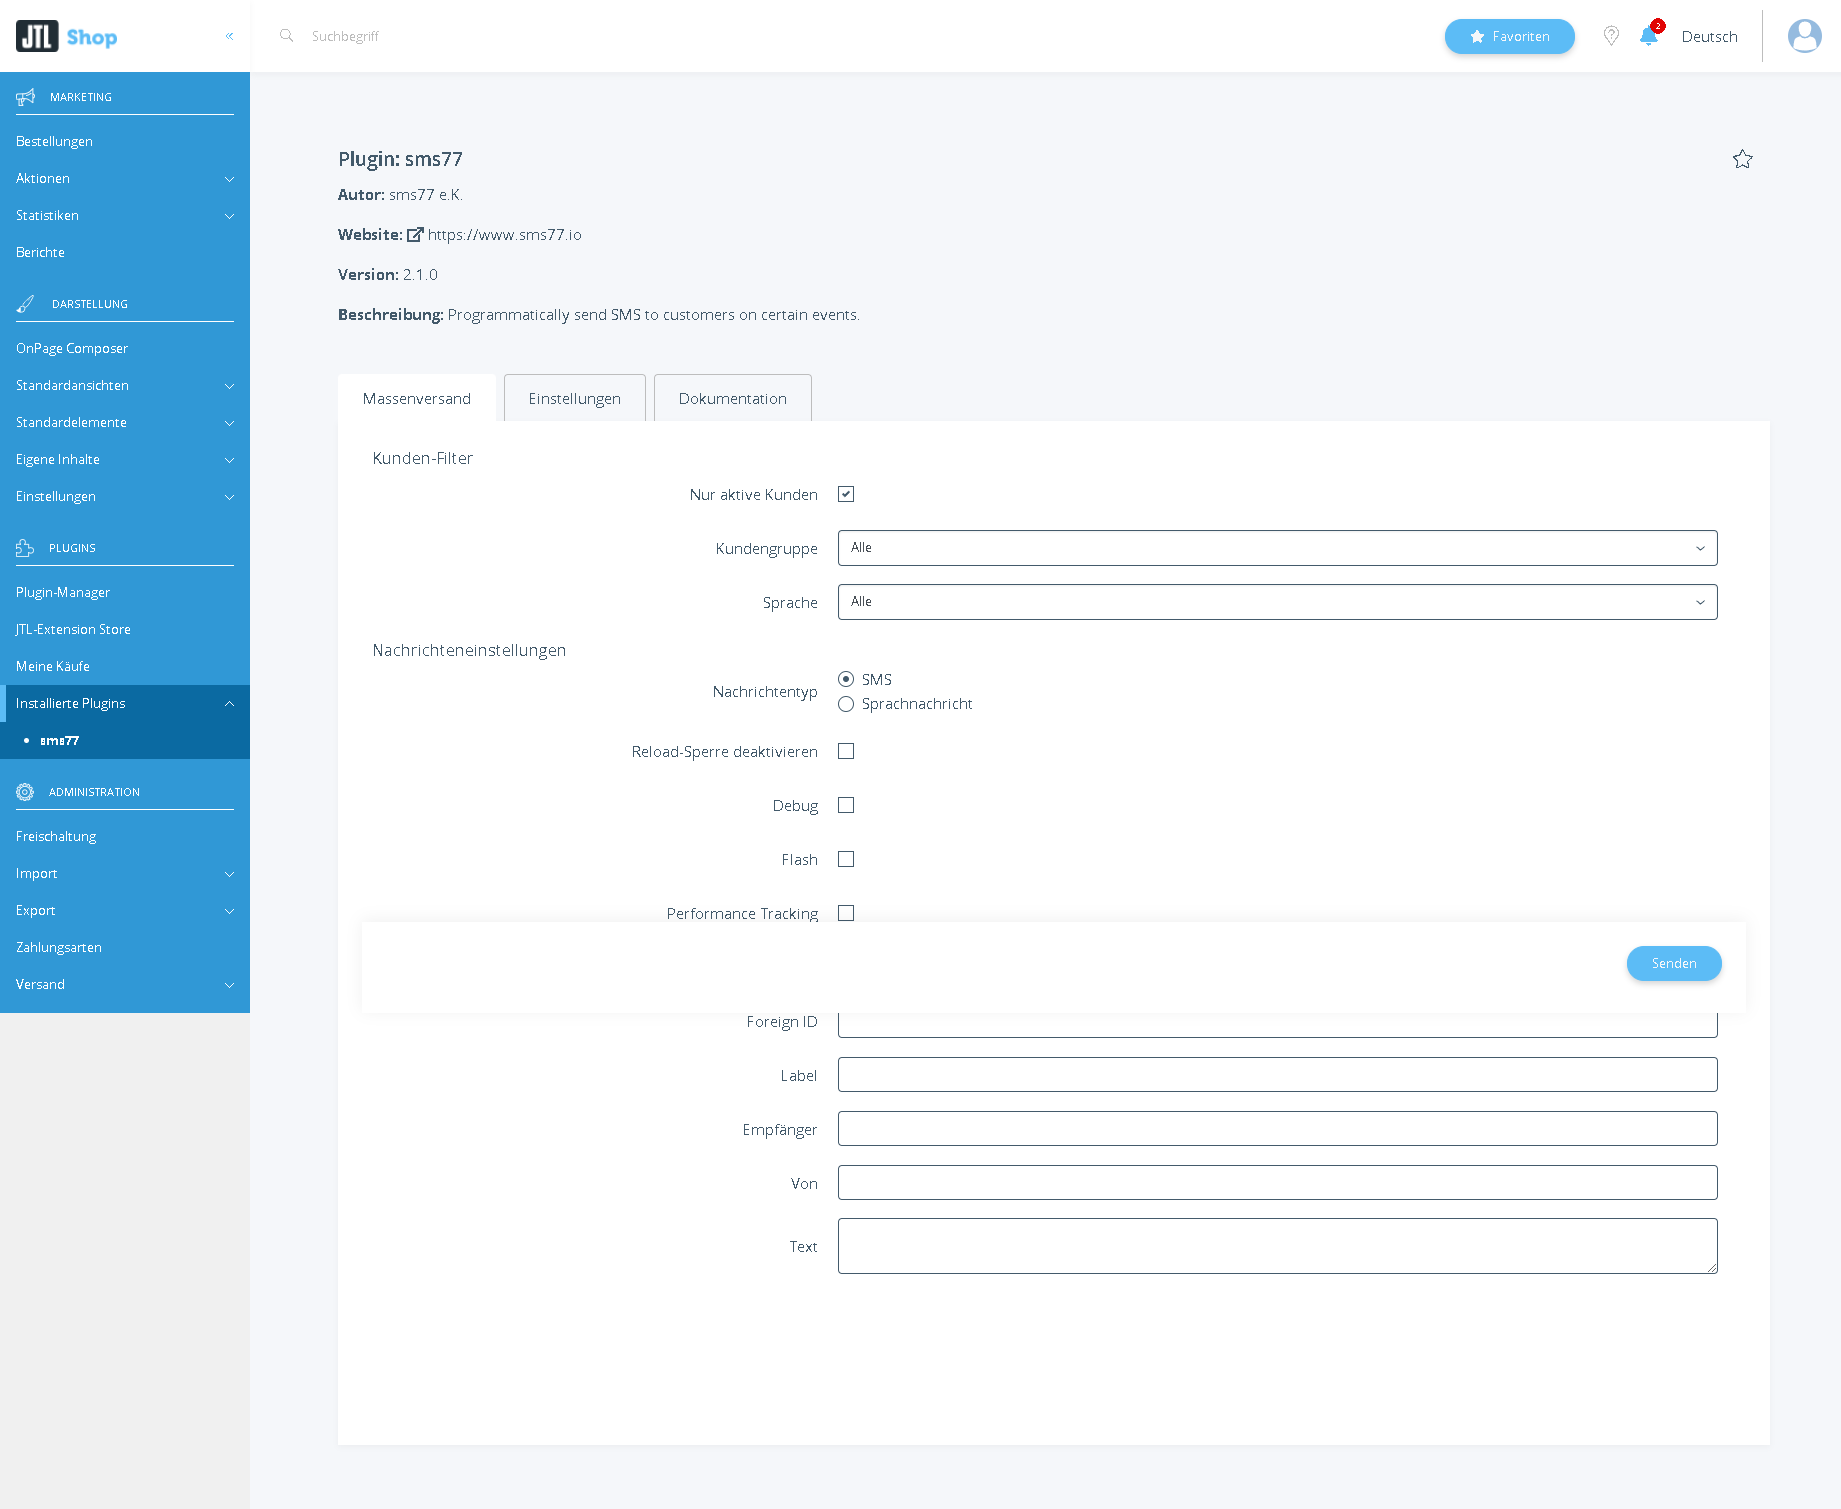 JTL Shop
«
Suchbegriff
Favoriten
2
Deutsch
MARKETING
Bestellungen
Aktionen
Statistiken
Berichte
DARSTELLUNG
OnPage Composer
Standardansichten
Standardelemente
Eigene Inhalte
Einstellungen
PLUGINS
Plugin-Manager
JTL-Extension Store
Meine Käufe
Installierte Plugins
• sms77
ADMINISTRATION
Freischaltung
Import
Export
Zahlungsarten
Versand
Plugin: sms77
Autor: sms77 e.K.
Website: https://www.sms77.io
Version: 2.1.0
Beschreibung: Programmatically send SMS to customers on certain events.
Massenversand
Einstellungen
Dokumentation
Kunden-Filter
Nur aktive Kunden
Kundengruppe
Alle
Sprache
Alle
Nachrichteneinstellungen
Nachrichtentyp
SMS
Sprachnachricht
Reload-Sperre deaktivieren
Debug
Flash
Performance Tracking
Senden
Foreign ID
Label
Empfänger
Von
Text